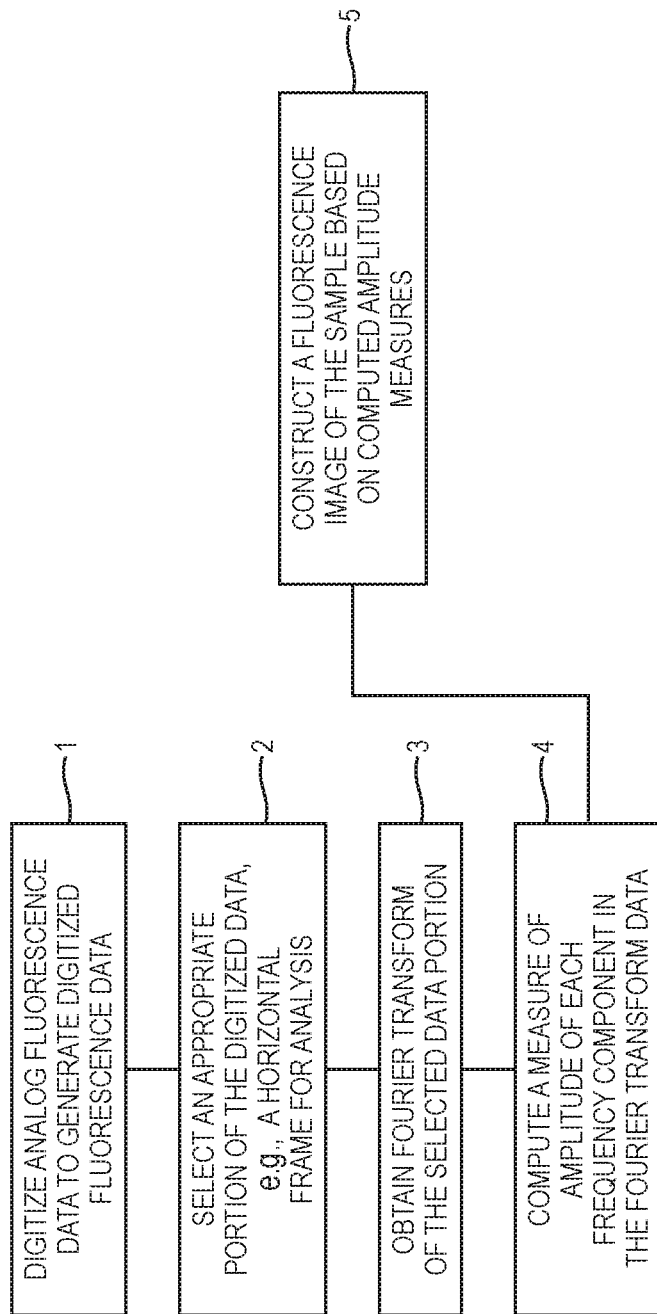 DIGITIZE ANALOG FLUORESCENCE
DATA TO GENERATE DIGITIZED
FLUORESCENCE DATA
1
SELECT AN APPROPRIATE
PORTION OF THE DIGITIZED DATA,
e.g., A HORIZONTAL
FRAME FOR ANALYSIS
2
OBTAIN FOURIER TRANSFORM
OF THE SELECTED DATA PORTION
3
COMPUTE A MEASURE OF
AMPLITUDE OF EACH
FREQUENCY COMPONENT IN
THE FOURIER TRANSFORM DATA
4
CONSTRUCT A FLUORESCENCE
IMAGE OF THE SAMPLE BASED
ON COMPUTED AMPLITUDE
MEASURES
5